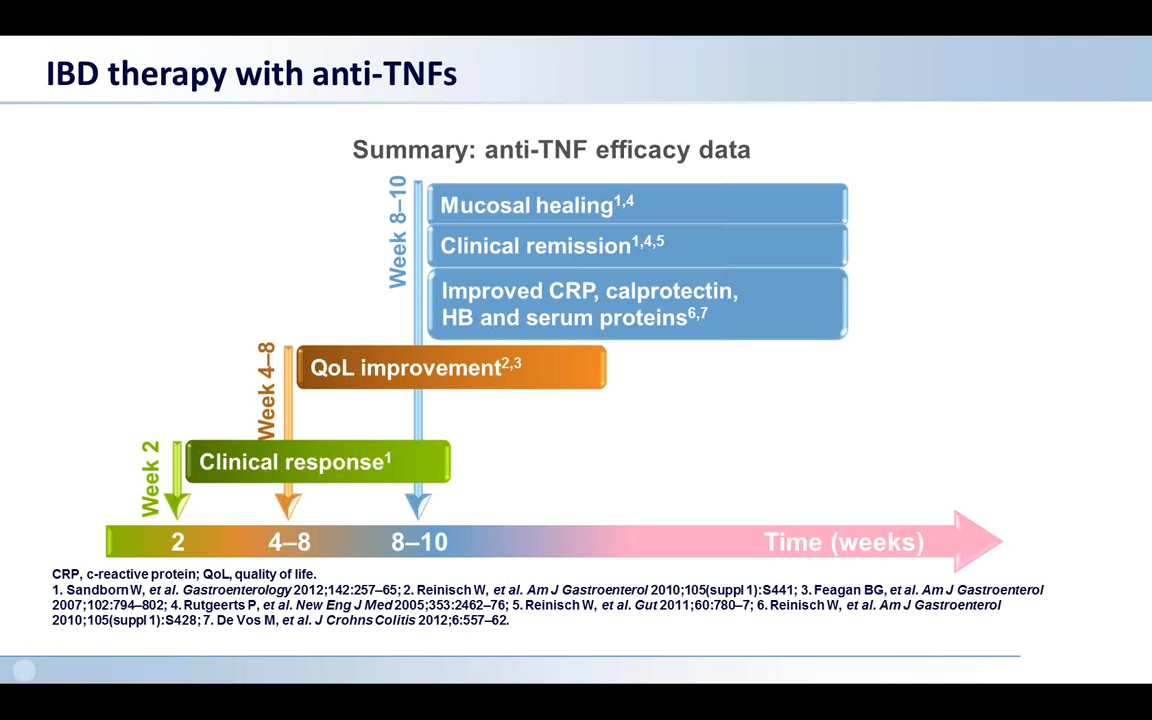 IBD therapy with anti-TNFs
Summary: anti-TNF efficacy data
Week 8–10
Mucosal healing1,4
Clinical remission1,4,5
Improved CRP, calprotectin,
HB and serum proteins6,7
Week 4–8
QoL improvement2,3
Week 2
Clinical response1
2
4–8
8–10
Time (weeks)
CRP, c-reactive protein; QoL, quality of life.
1. Sandborn W, et al. Gastroenterology 2012;142:257–65; 2. Reinisch W, et al. Am J Gastroenterol 2010;105(suppl 1):S441; 3. Feagan BG, et al. Am J Gastroenterol
2007;102:794–802; 4. Rutgeerts P, et al. New Eng J Med 2005;353:2462–76; 5. Reinisch W, et al. Gut 2011;60:780–7; 6. Reinisch W, et al. Am J Gastroenterol
2010;105(suppl 1):S428; 7. De Vos M, et al. J Crohns Colitis 2012;6:557–62.